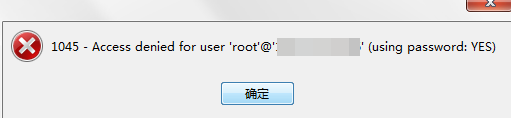 1045 - Access denied for user 'root'@' ' (using password: YES)
确定